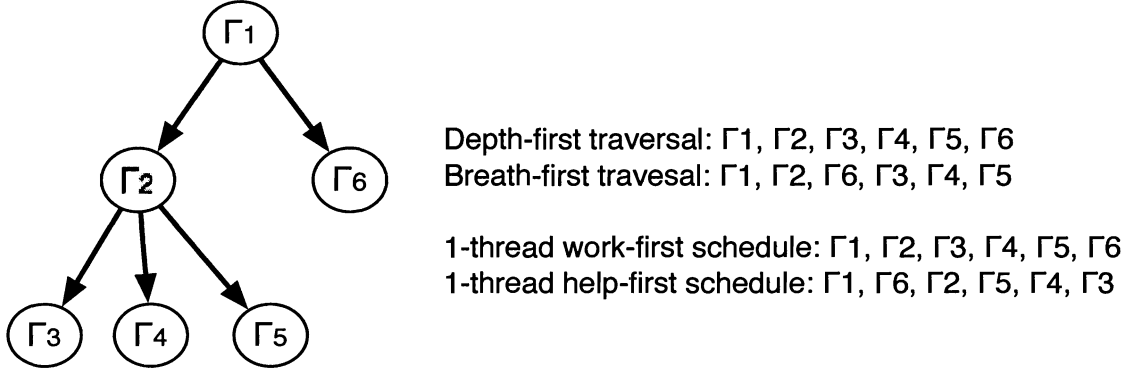 Γ1
Γ2
Γ6
Γ3
Γ4
Γ5
Depth-first traversal: Γ1, Γ2, Γ3, Γ4, Γ5, Γ6
Breath-first travesal: Γ1, Γ2, Γ6, Γ3, Γ4, Γ5
1-thread work-first schedule: Γ1, Γ2, Γ3, Γ4, Γ5, Γ6
1-thread help-first schedule: Γ1, Γ6, Γ2, Γ5, Γ4, Γ3